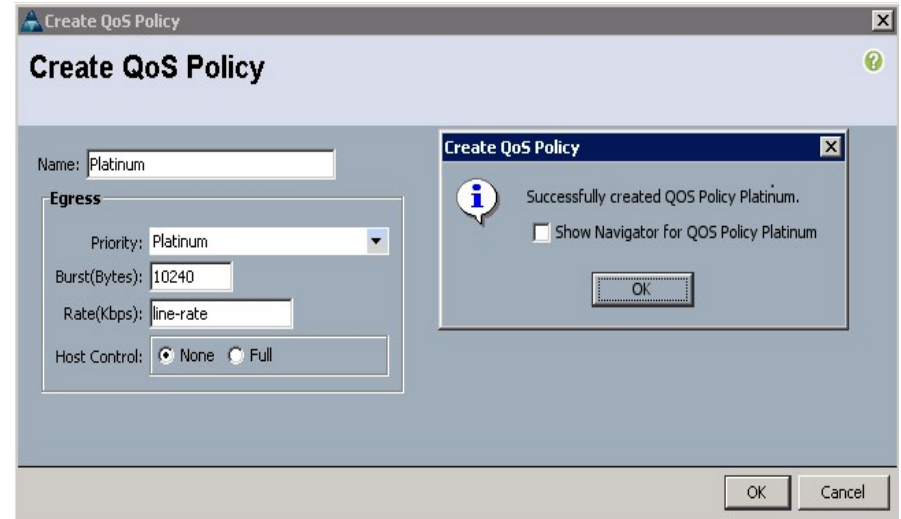 Create QoS Policy
Create QoS Policy
Name: Platinum
Egress
Priority: Platinum
Burst(Bytes): 10240
Rate(Kbps): line-rate
Host Control: None Full
Create QoS Policy
Successfully created QOS Policy Platinum.
Show Navigator for QOS Policy Platinum
OK
OK Cancel